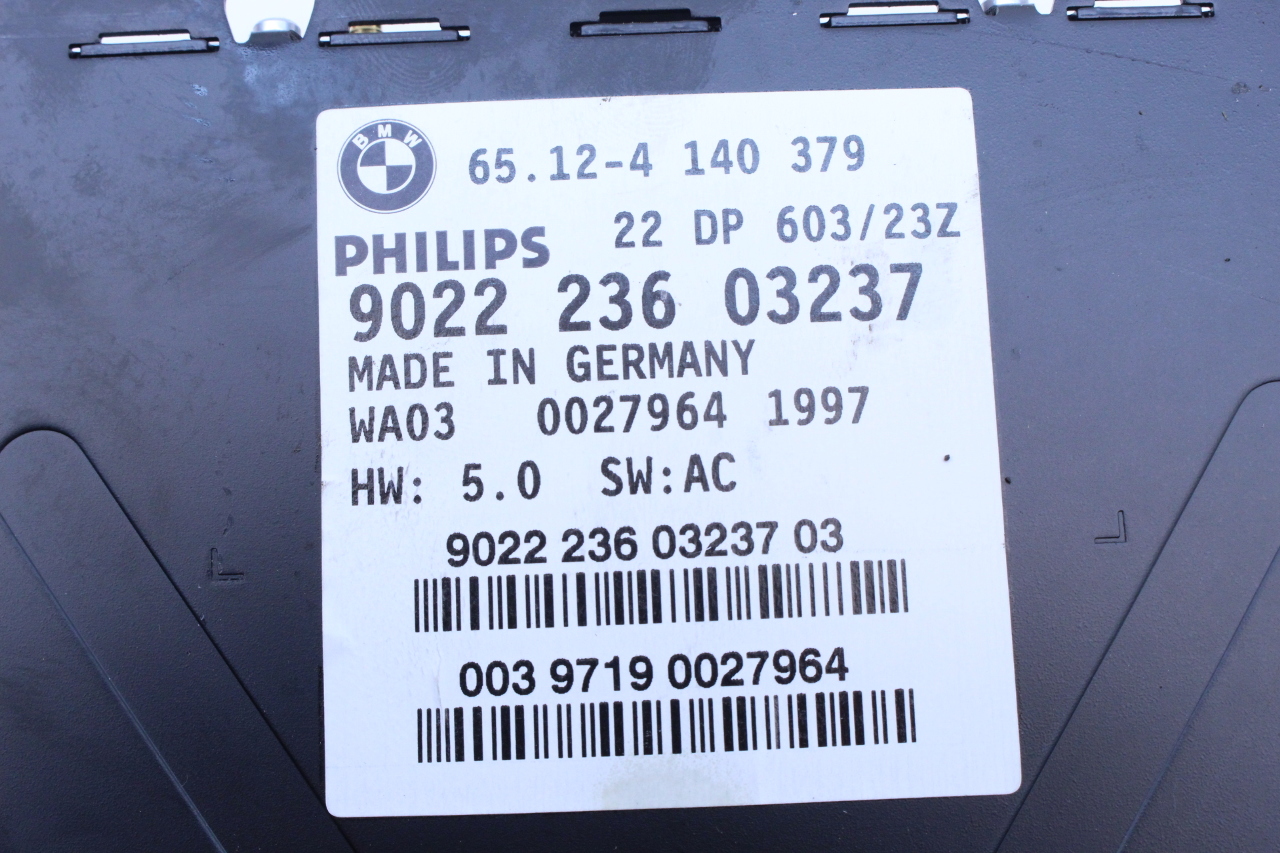 BMW 65.12-4 140 379
PHILIPS 22 DP 603/23Z
9022 236 03237
MADE IN GERMANY
WA03 0027964 1997
HW: 5.0 SW:AC
9022 236 03237 03
003 9719 0027964